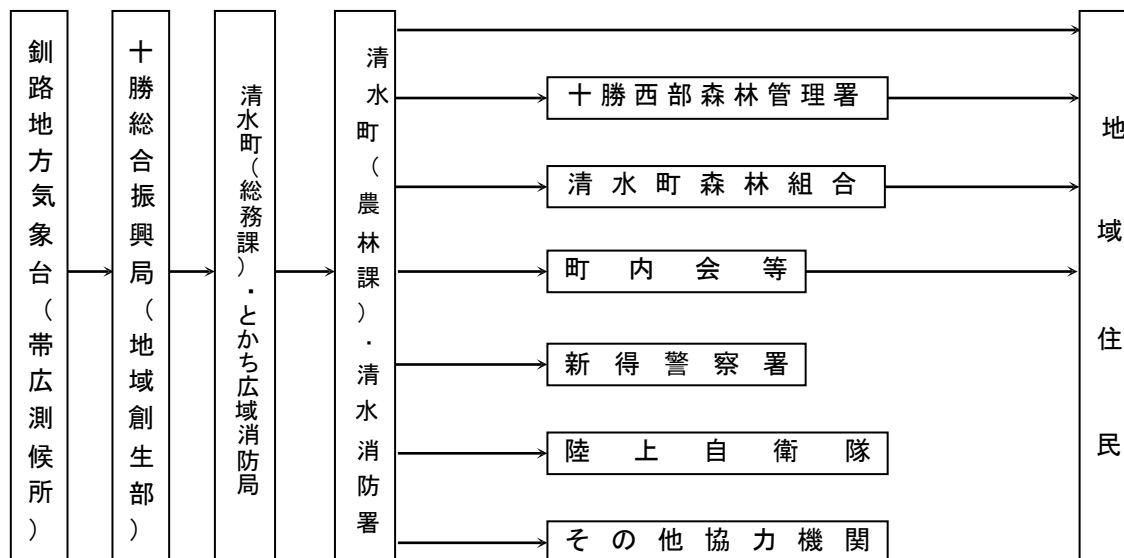 釧路地方気象台(帯広測候所)
十勝総合振興局(地域創生部)
清水町(総務課)・とかち広域消防局
清水町(農林課)・清水消防署
十勝西部森林管理署
清水町森林組合
町内会等
新得警察署
陸上自衛隊
その他協力機関
地域住民